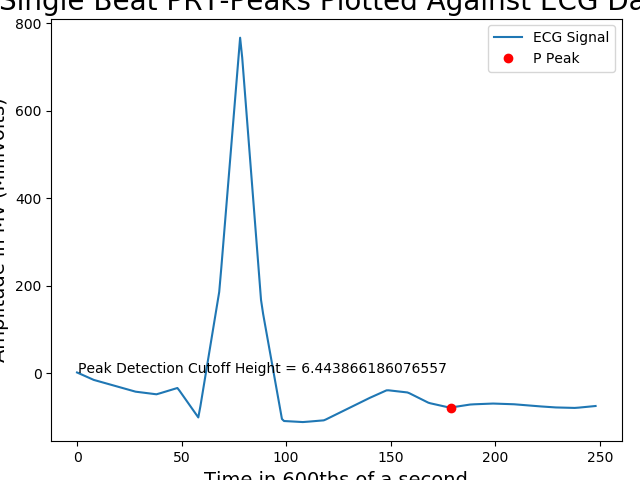 Single Beat PRT-Peaks Plotted Against ECG Da
ECG Signal
P Peak
Amplitude in MV (Millivolts)
800
600
400
200
0
Peak Detection Cutoff Height = 6.443866186076557
0 50 100 150 200 250
Time in 600ths of a second